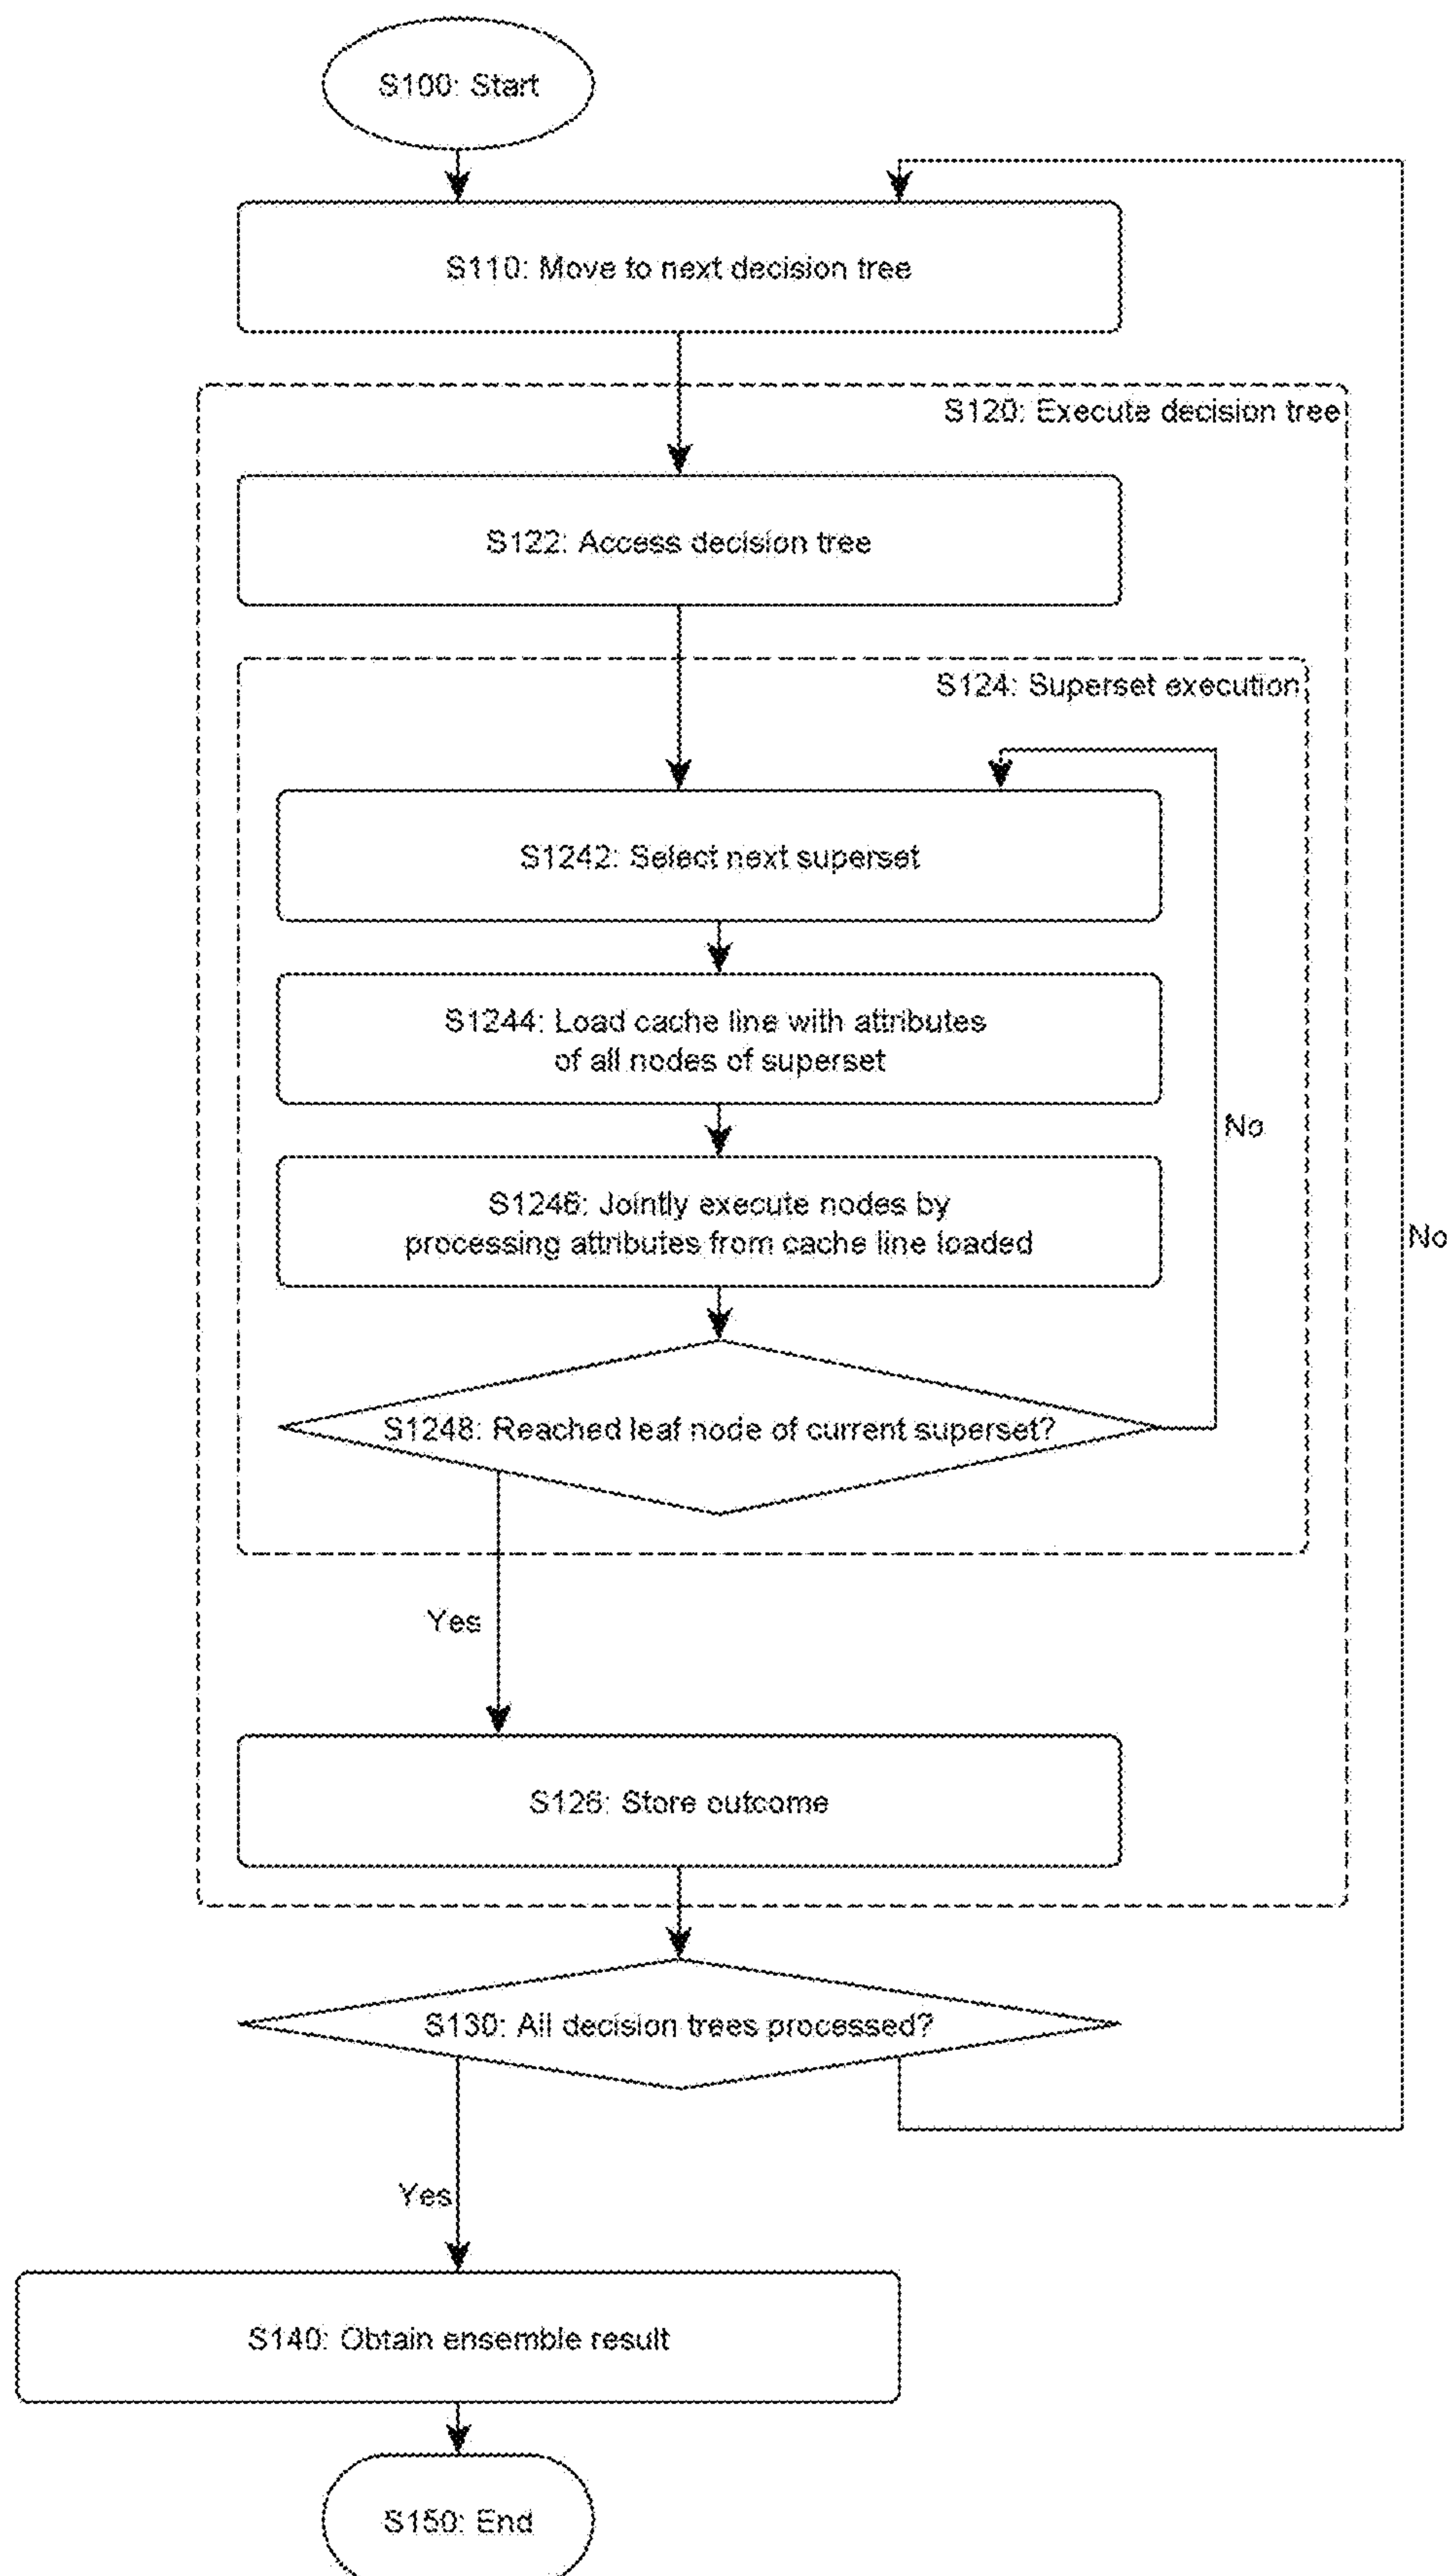 S100: Start
S110: Move to next decision tree
S120: Execute decision tree
S122: Access decision tree
S124: Superset execution
S1242: Select next superset
S1244: Load cache line with attributes
of all nodes of superset
No
S1246: Jointly execute nodes by
processing attributes from cache line loaded
No
S1248: Reached leaf node of current superset?
Yes
S126: Store outcome
S130: All decision trees processed?
Yes
S140: Obtain ensemble result
S150: End